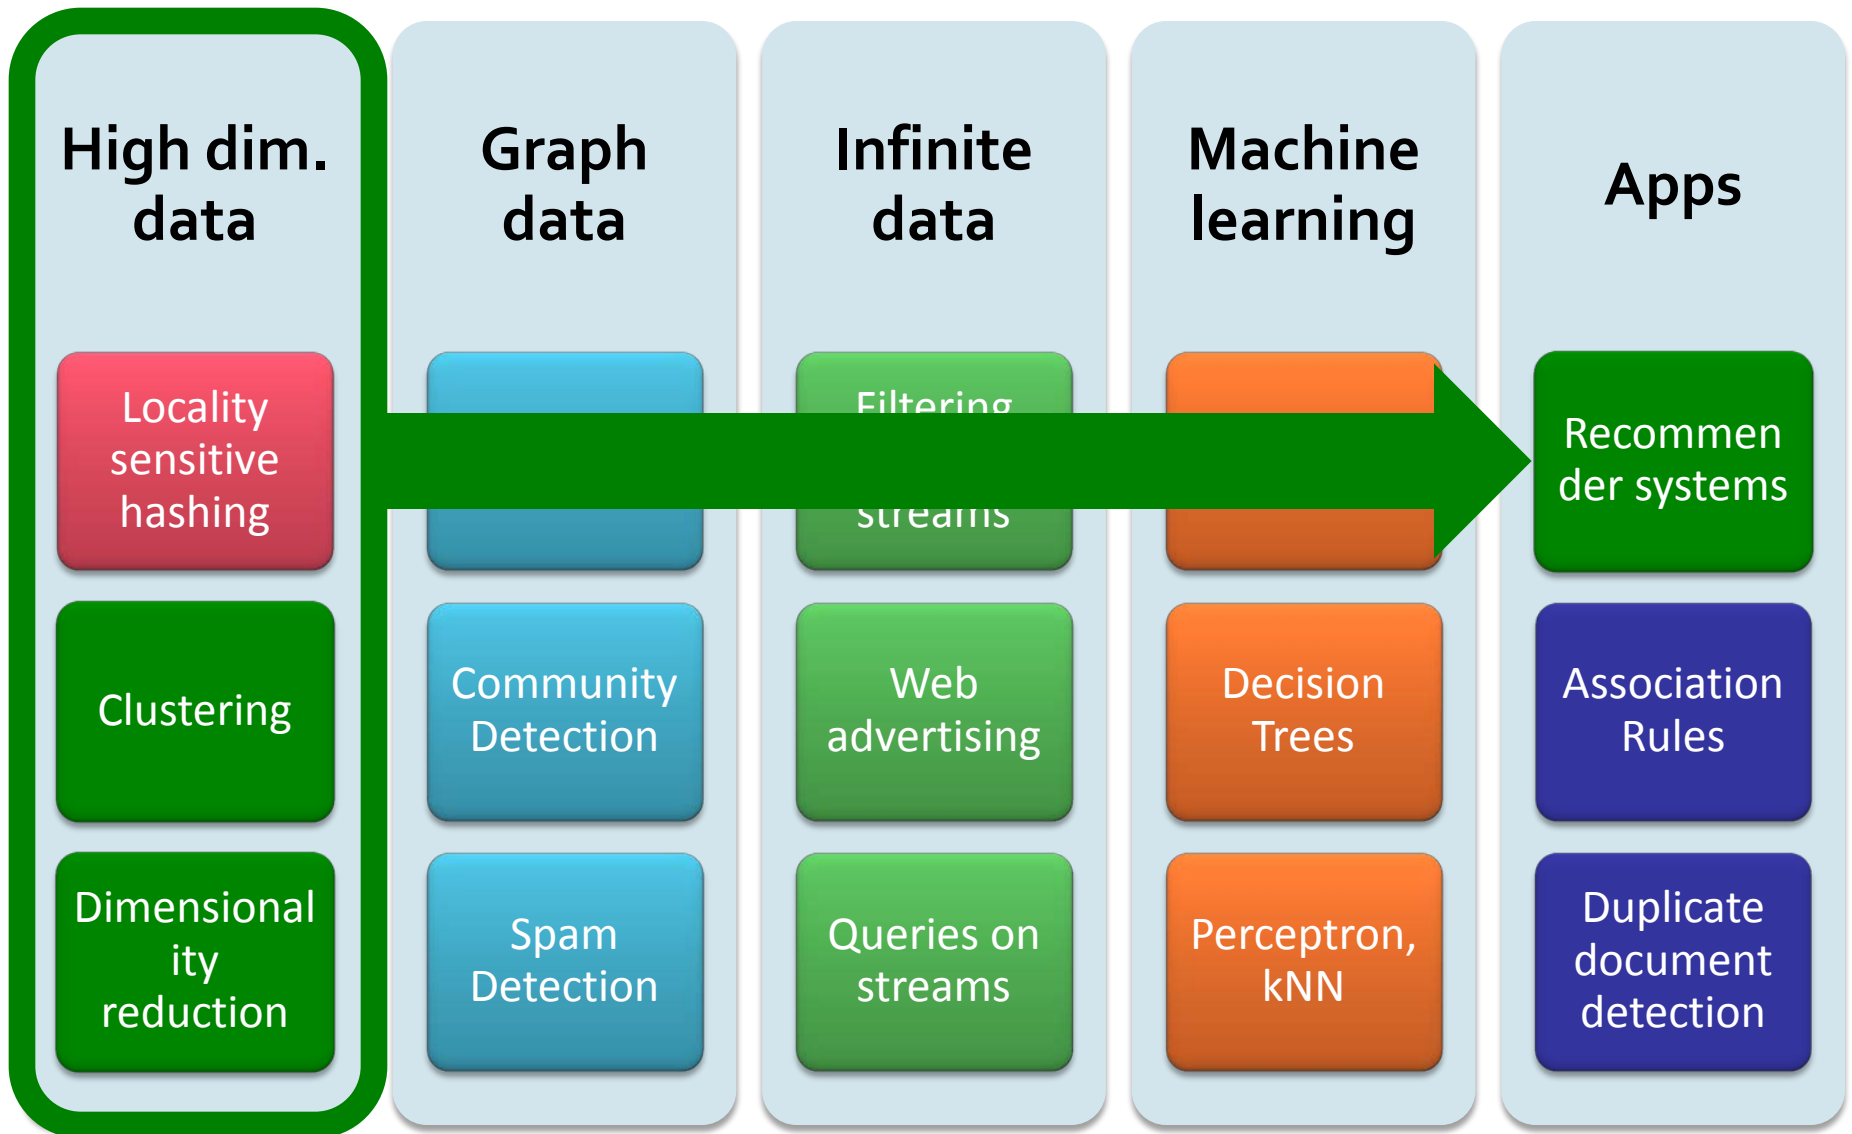 High dim.
data
Locality
sensitive
hashing
Clustering
Dimensional
ity
reduction
Graph
data
Community
Detection
Spam
Detection
Infinite
data
Filtering
streams
Web
advertising
Queries on
streams
Machine
learning
Decision
Trees
Perceptron,
kNN
Apps
Recommen
der systems
Association
Rules
Duplicate
document
detection